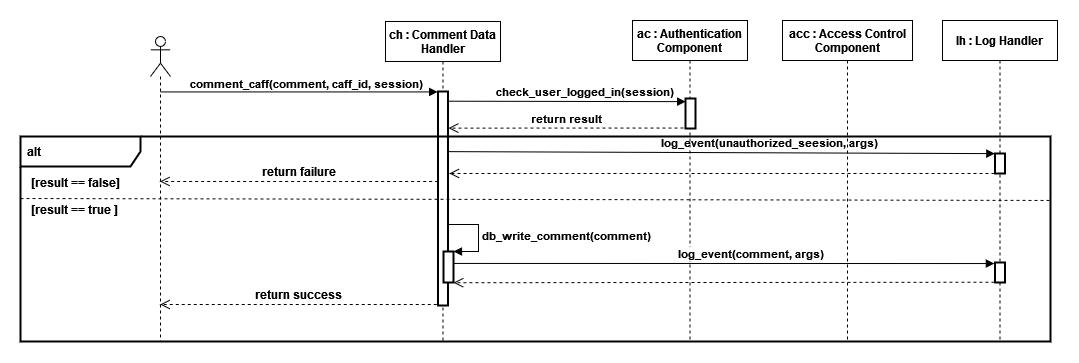 ch : Comment Data
Handler
ac : Authentication
Component
acc : Access Control
Component
lh : Log Handler
comment_caff(comment, caff_id, session)
check_user_logged_in(session)
return result
alt
log_event(unauthorized_seesion, args)
return failure
[result == false]
[result == true ]
db_write_comment(comment)
log_event(comment, args)
return success